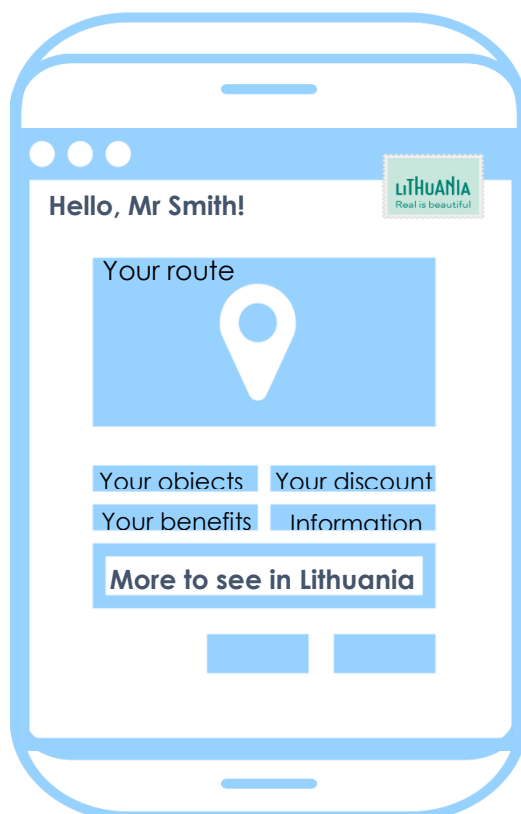 LiTHUANIA
Real is beautiful
Hello, Mr Smith!
Your route
Your objects Your discount
Your benefits Information
More to see in Lithuania